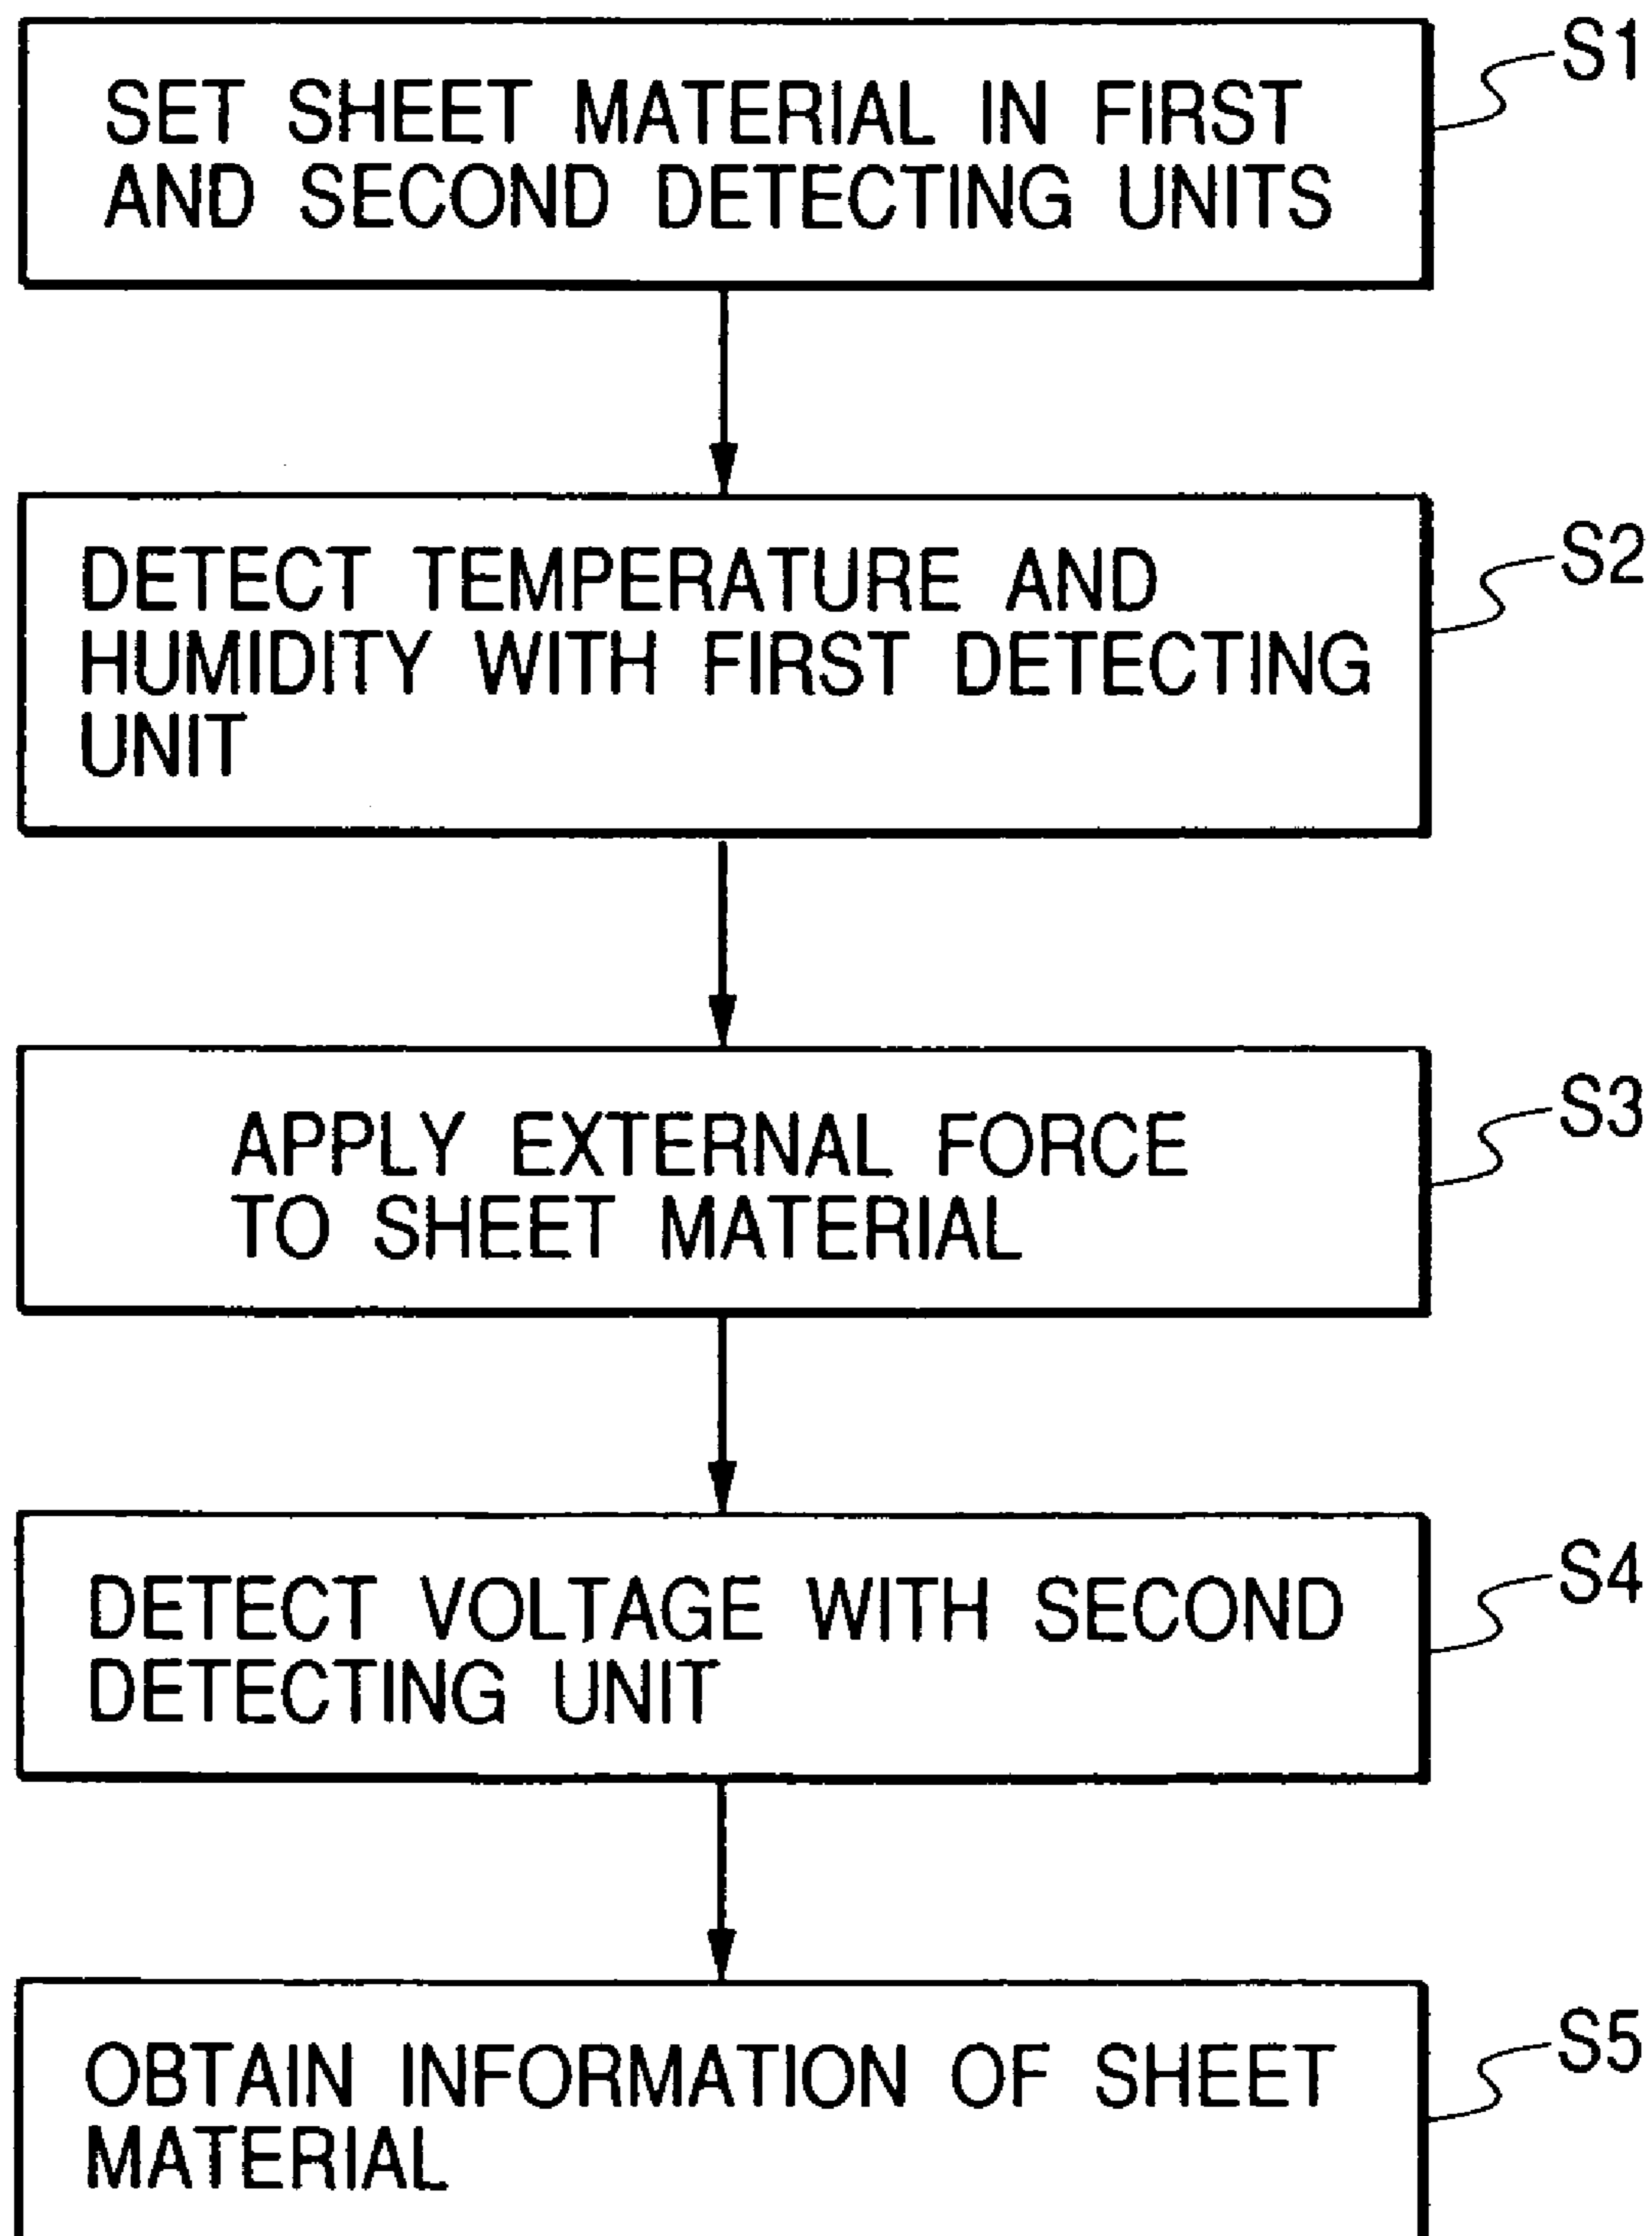 SET SHEET MATERIAL IN FIRST
AND SECOND DETECTING UNITS
S1
DETECT TEMPERATURE AND
HUMIDITY WITH FIRST DETECTING
UNIT
S2
APPLY EXTERNAL FORCE
TO SHEET MATERIAL
S3
DETECT VOLTAGE WITH SECOND
DETECTING UNIT
S4
OBTAIN INFORMATION OF SHEET
MATERIAL
S5